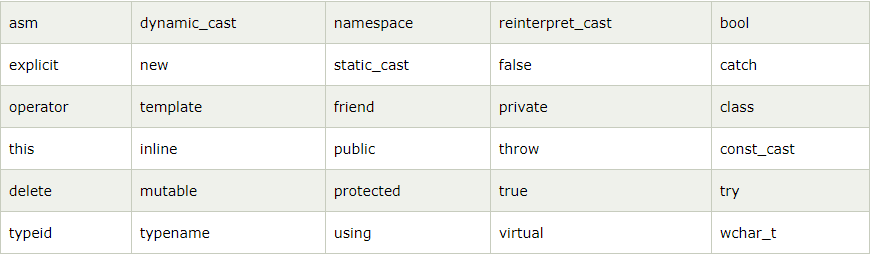 asm dynamic_cast namespace reinterpret_cast bool
explicit new static_cast false catch
operator template friend private class
this inline public throw const_cast
delete mutable protected true try
typeid typename using virtual wchar_t